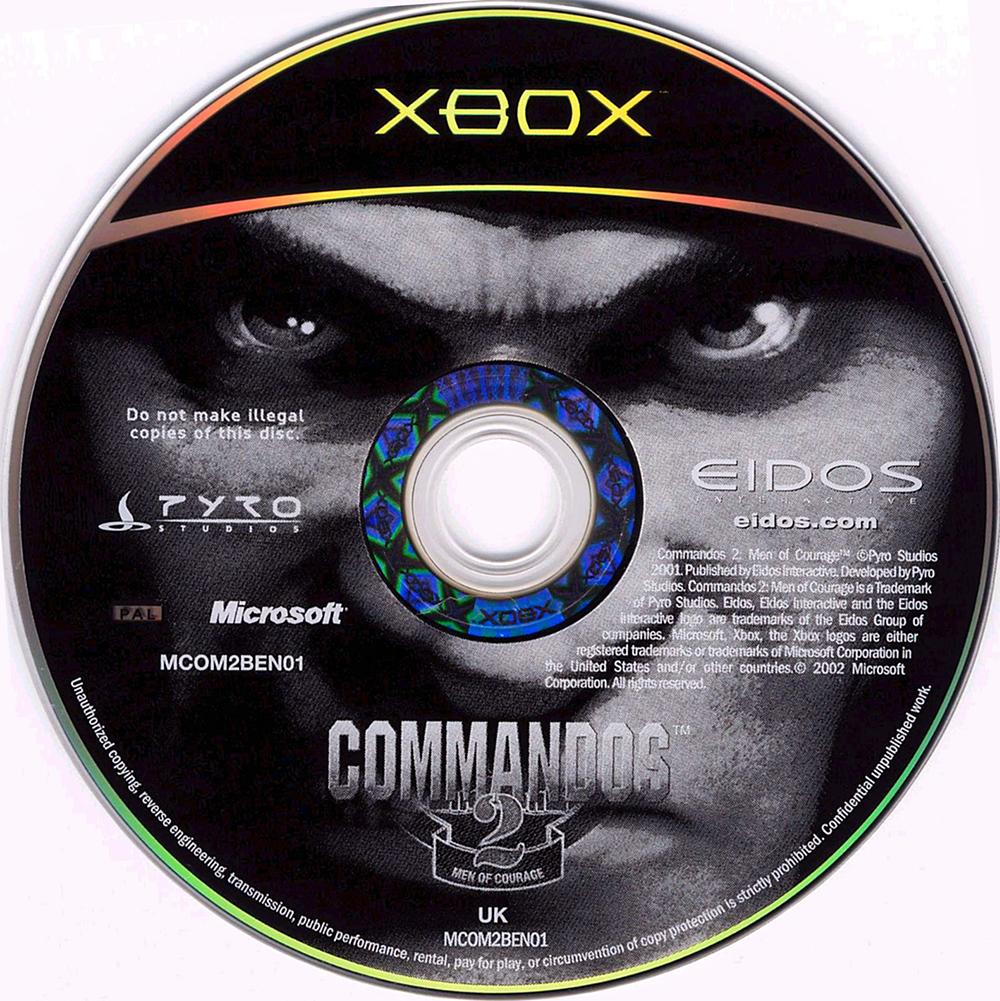 XBOX™
Do not make illegal
copies of this disc.
PYRO
STUDIOS
EIDOS
INTERACTIVE
eidos.com
PAL
Microsoft®
MCOM2BEN01
Commandos 2: Men of Courage™ ©Pyro Studios
2001. Published by Eidos Interactive. Developed by Pyro
Studios. Commandos 2: Men of Courage is a Trademark
of Pyro Studios. Eidos, Eidos Interactive and the Eidos
Interactive logo are trademarks of the Eidos Group of
companies. Microsoft, Xbox, the Xbox logos are either
registered trademarks or trademarks of Microsoft Corporation in
the United States and/or other countries.© 2002 Microsoft
Corporation. All rights reserved.
XBOX
COMMANDOS™
2
MEN OF COURAGE
UK
MCOM2BEN01
Unauthorized copying, reverse engineering, transmission, public performance, rental, pay for play, or circumvention of copy protection is strictly prohibited. Confidential unpublished work.